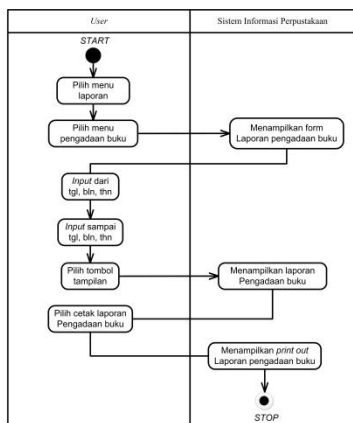 User
Sistem Informasi Perpustakaan
START
Pilih menu
laporan
Pilih menu
pengadaan buku
Menampilkan form
Laporan pengadaan buku
Input dari
tgl, bln, thn
Input sampai
tgl, bln, thn
Pilih tombol
tampilan
Menampilkan laporan
Pengadaan buku
Pilih cetak laporan
Pengadaan buku
Menampilkan print out
Laporan pengadaan buku
STOP